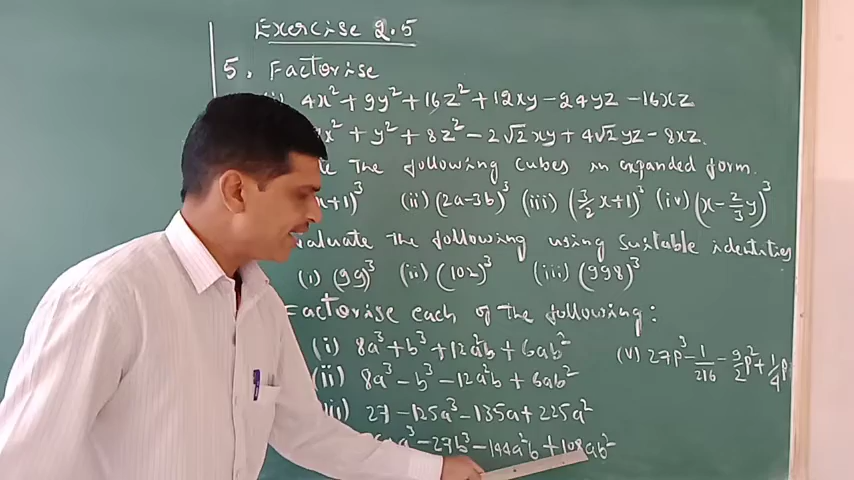 Exercise 2.5
5. Factorise
4x² + 9y² + 16z² + 12xy - 24yz - 16xz
x² + y² + 8z² - 2√2 xy + 4√2 yz - 8xz.
the following cubes in expanded form.
x+1)³ (ii) (2a-3b)³ (iii) (3/2 x+1)³ (iv) (x - 2/3 y)³
valuate the following using suitable identities
(i) (99)³ (ii) (102)³ (iii) (998)³
Factorise each of the following:
(i) 8a³ + b³ + 12a²b + 6ab²
(v) 27p³ - 1/216 - 9/2 p² + 1/4 p
(ii) 8a³ - b³ - 12a²b + 6ab²
27 - 125a³ - 135a + 225a²
a³ - 27b³ - 144a²b + 108ab²